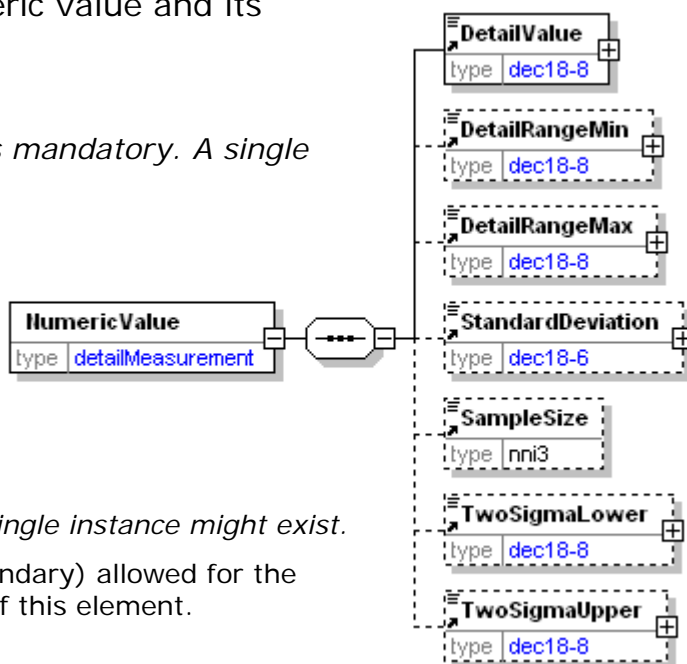 eric value and its
s mandatory. A single
ingle instance might exist.
ndary) allowed for the
f this element.
NumericValue
type detailMeasurement
DetailValue
type dec18-8
DetailRangeMin
type dec18-8
DetailRangeMax
type dec18-8
StandardDeviation
type dec18-6
SampleSize
type nni3
TwoSigmaLower
type dec18-8
TwoSigmaUpper
type dec18-8